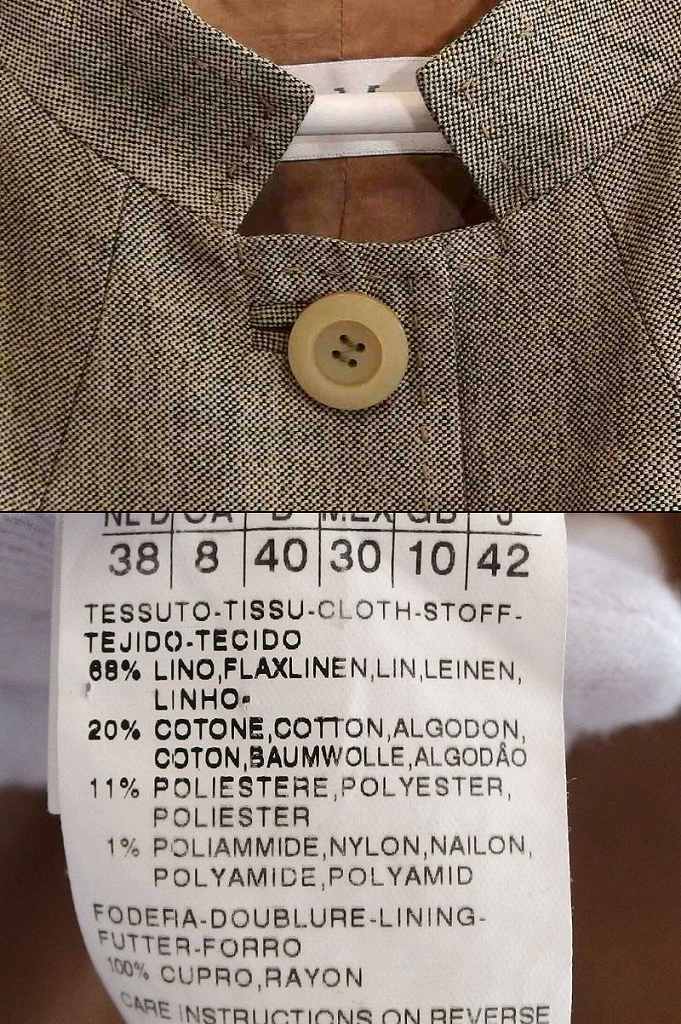 38 8 40 30 10 42
TESSUTO-TISSU-CLOTH-STOFF-
TEJIDO-TECIDO
68% LINO,FLAXLINEN,LIN,LEINEN,
LINHO-
20% COTONE,COTTON,ALGODON,
COTON,BAUMWOLLE,ALGODÃO
11% POLIESTERE,POLYESTER,
POLIESTER
1% POLIAMMIDE,NYLON,NAILON,
POLYAMIDE,POLYAMID
FODERA-DOUBLURE-LINING-
FUTTER-FORRO
100% CUPRO,RAYON
CARE INSTRUCTIONS ON REVERSE